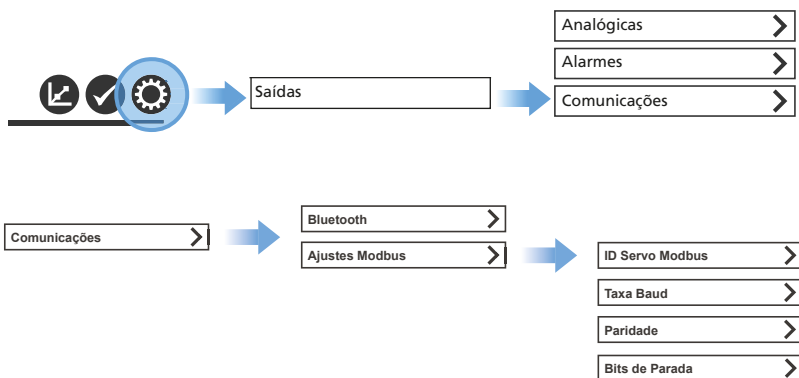 Analógicas
Alarmes
Saídas
Comunicações
Comunicações
Bluetooth
Ajustes Modbus
ID Servo Modbus
Taxa Baud
Paridade
Bits de Parada